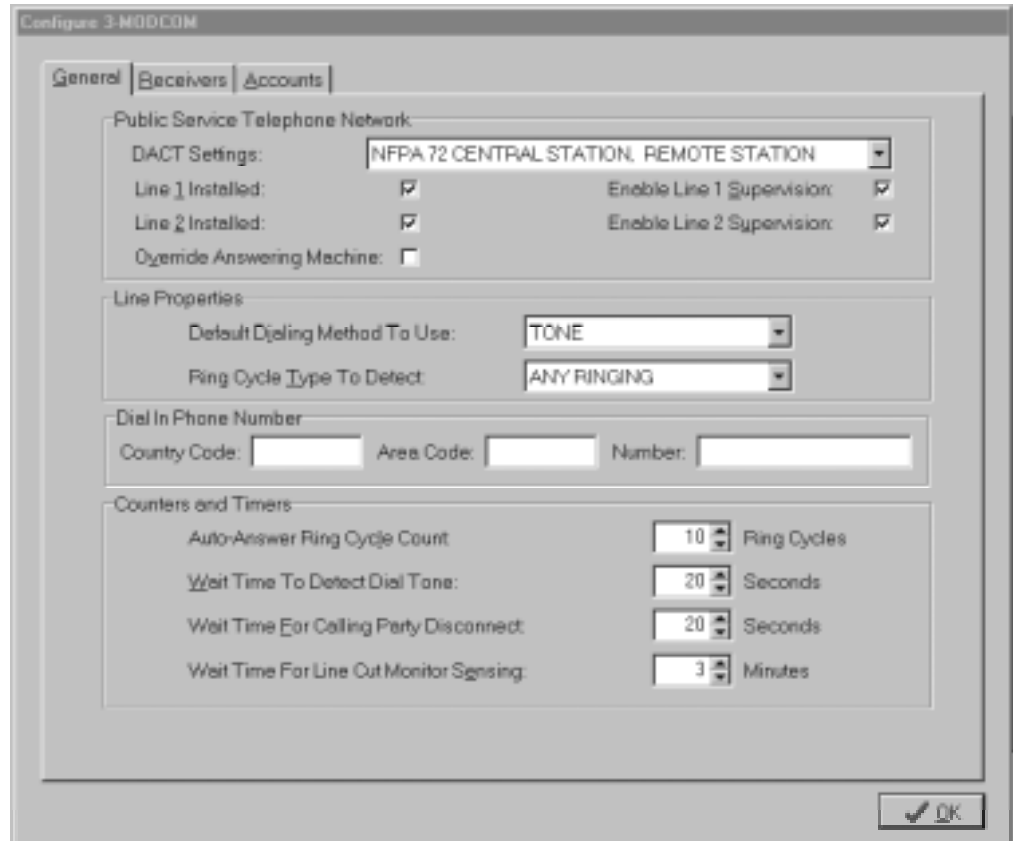 Configure 3-MODCOM
General Receivers Accounts
Public Service Telephone Network
DACT Settings: NFPA 72 CENTRAL STATION, REMOTE STATION
Line 1 Installed: Enable Line 1 Supervision:
Line 2 Installed: Enable Line 2 Supervision:
Override Answering Machine:
Line Properties
Default Dialing Method To Use: TONE
Ring Cycle Type To Detect: ANY RINGING
Dial In Phone Number
Country Code: Area Code: Number:
Counters and Timers
Auto-Answer Ring Cycle Count: 10 Ring Cycles
Wait Time To Detect Dial Tone: 20 Seconds
Wait Time For Calling Party Disconnect: 20 Seconds
Wait Time For Line Cut Monitor Sensing: 3 Minutes
OK